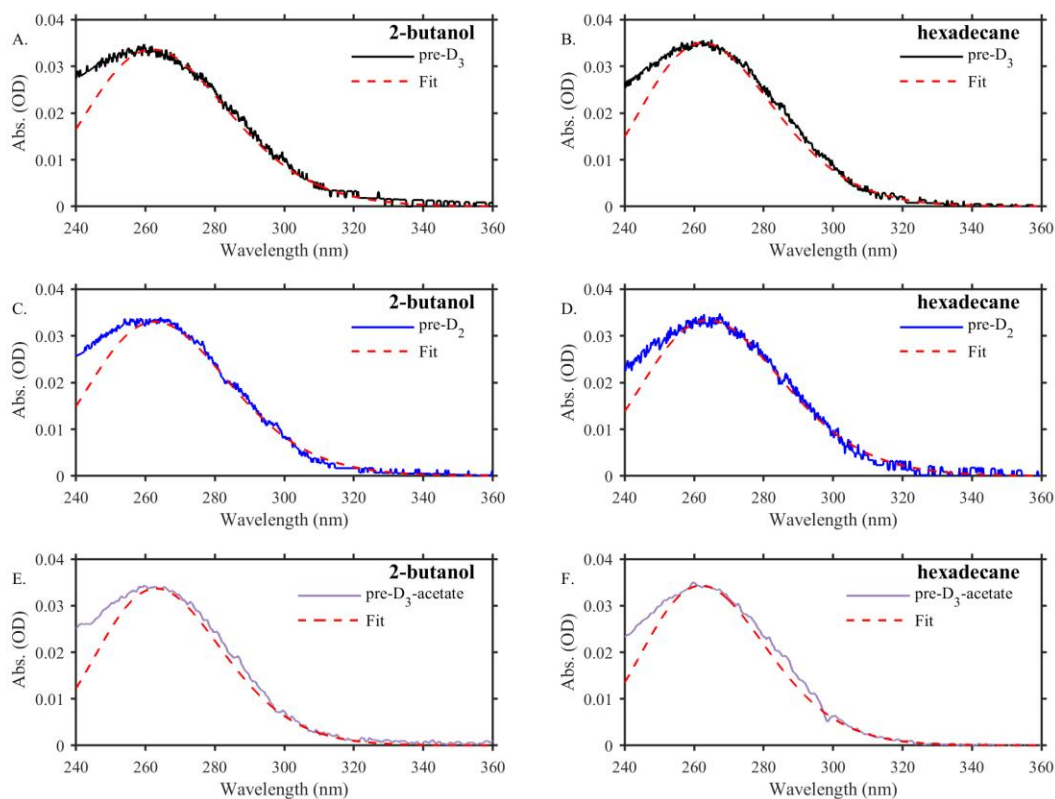 A.
2-butanol
pre-D3
Fit
Abs. (OD)
0.04
0.03
0.02
0.01
0
240 260 280 300 320 340 360
Wavelength (nm)
B.
hexadecane
pre-D3
Fit
Abs. (OD)
0.04
0.03
0.02
0.01
0
240 260 280 300 320 340 360
Wavelength (nm)
C.
2-butanol
pre-D2
Fit
Abs. (OD)
0.04
0.03
0.02
0.01
0
240 260 280 300 320 340 360
Wavelength (nm)
D.
hexadecane
pre-D2
Fit
Abs. (OD)
0.04
0.03
0.02
0.01
0
240 260 280 300 320 340 360
Wavelength (nm)
E.
2-butanol
pre-D3-acetate
Fit
Abs. (OD)
0.04
0.03
0.02
0.01
0
240 260 280 300 320 340 360
Wavelength (nm)
F.
hexadecane
pre-D3-acetate
Fit
Abs. (OD)
0.04
0.03
0.02
0.01
0
240 260 280 300 320 340 360
Wavelength (nm)